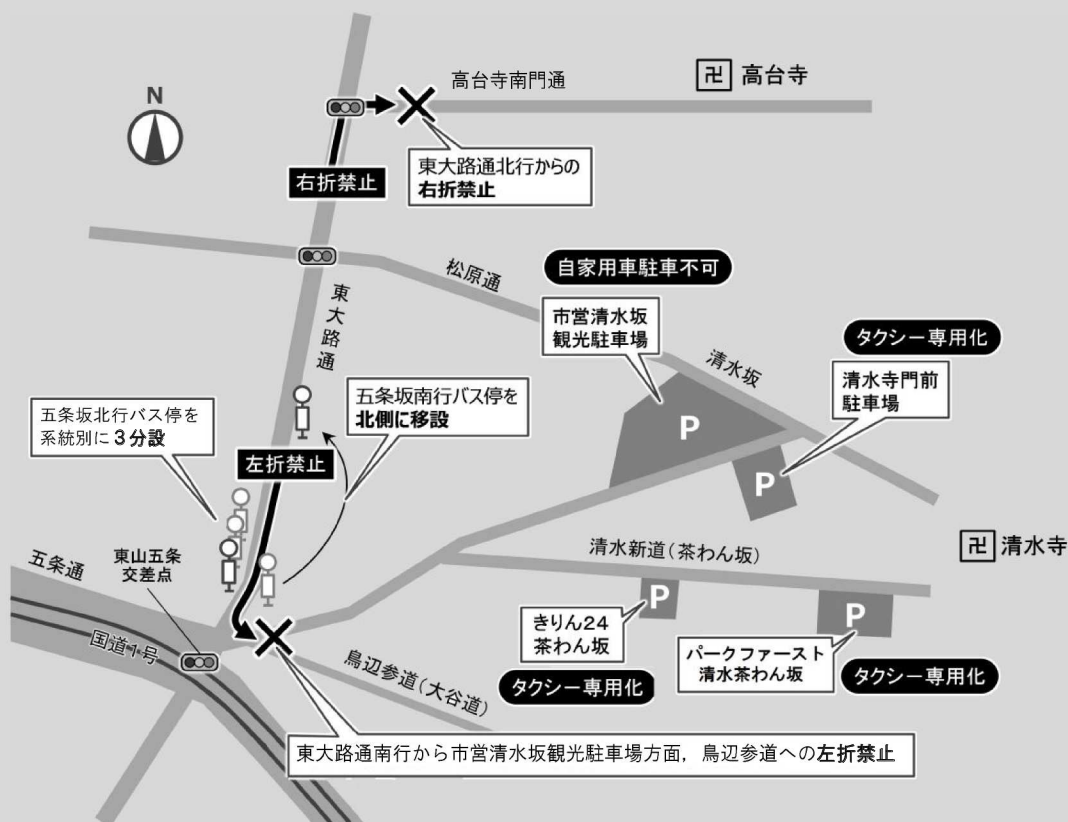 N
高台寺南門通
卍 高台寺
右折禁止
東大路通北行からの
右折禁止
松原通
東大路通
自家用車駐車不可
市営清水坂
観光駐車場
清水坂
タクシー専用化
清水寺門前
駐車場
P
P
五条坂北行バス停を
系統別に3分設
五条坂南行バス停を
北側に移設
左折禁止
五条通
東山五条
交差点
国道1号
清水新道(茶わん坂)
卍 清水寺
P
きりん24
茶わん坂
タクシー専用化
P
パークファースト
清水茶わん坂
タクシー専用化
鳥辺参道(大谷道)
東大路通南行から市営清水坂観光駐車場方面，鳥辺参道への左折禁止